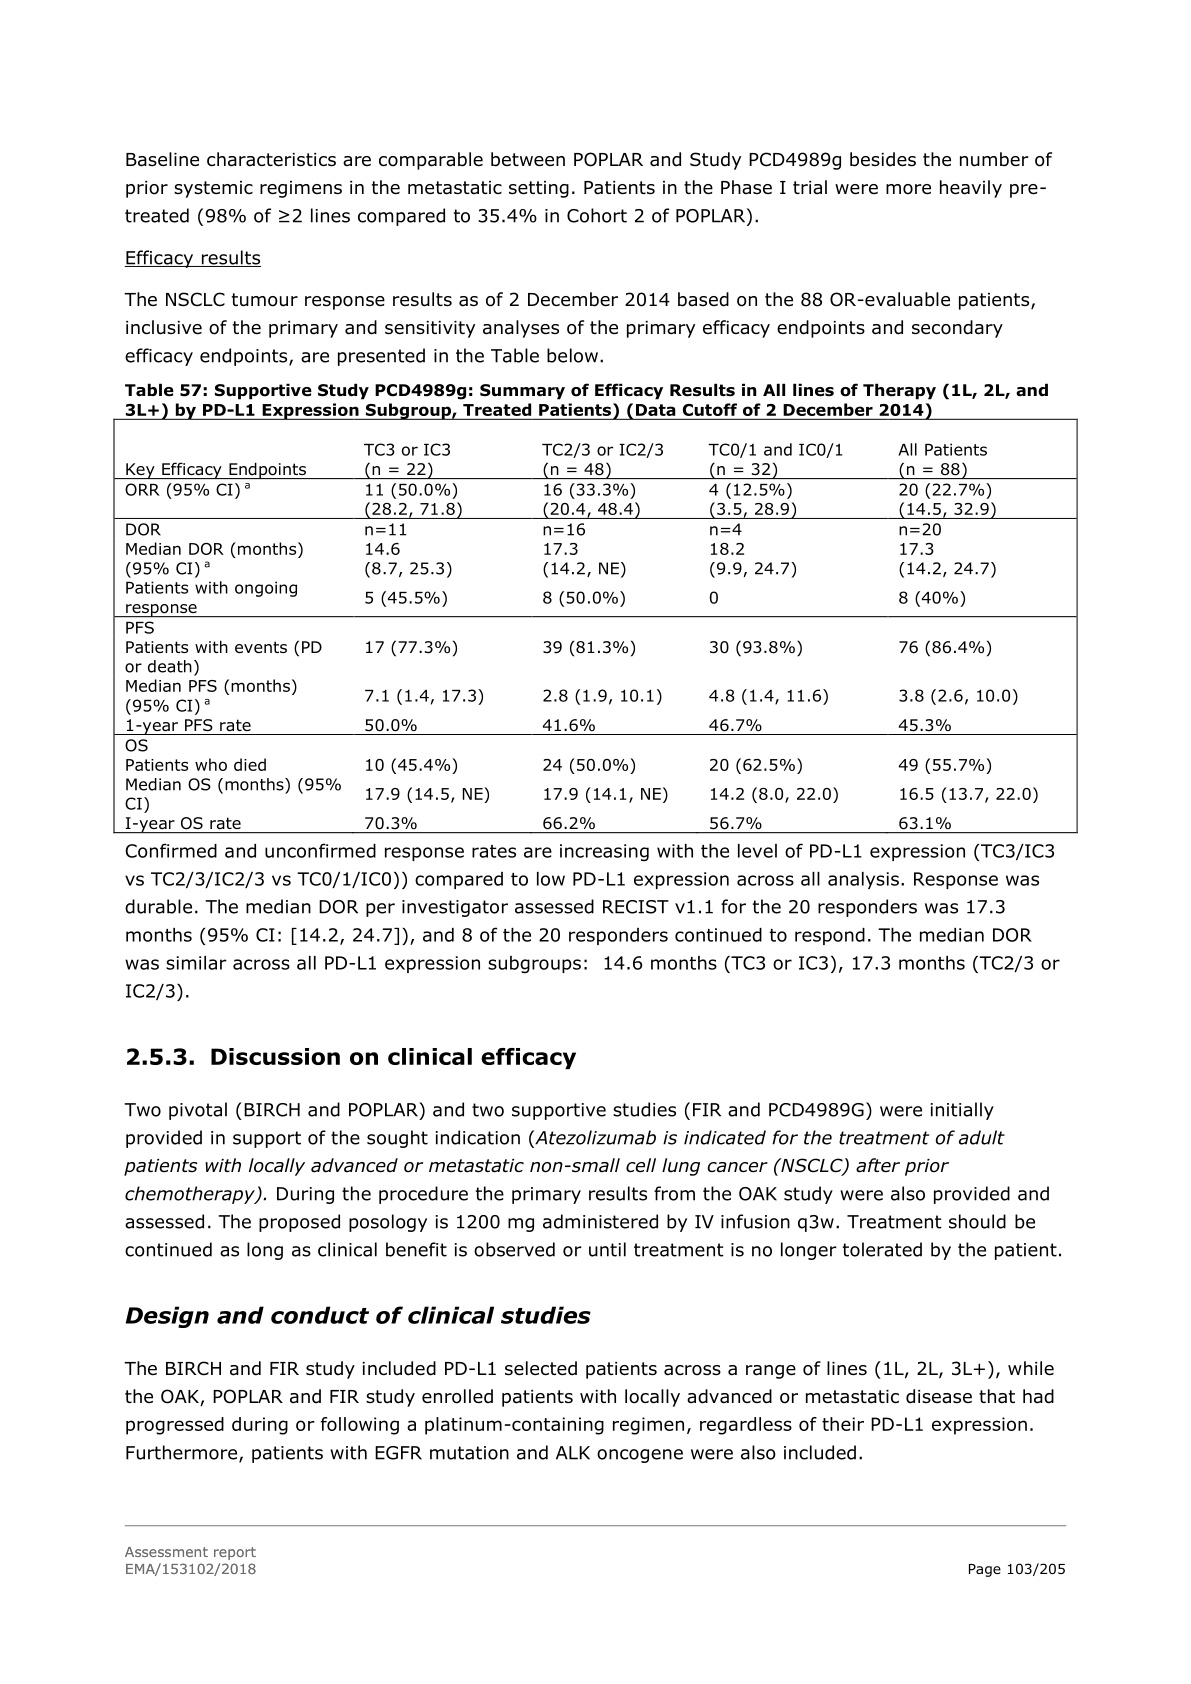 Baseline characteristics are comparable between POPLAR and Study PCD4989g besides the number of
prior systemic regimens in the metastatic setting. Patients in the Phase I trial were more heavily pre-
treated (98% of ≥2 lines compared to 35.4% in Cohort 2 of POPLAR).
Efficacy results
The NSCLC tumour response results as of 2 December 2014 based on the 88 OR-evaluable patients,
inclusive of the primary and sensitivity analyses of the primary efficacy endpoints and secondary
efficacy endpoints, are presented in the Table below.
Table 57: Supportive Study PCD4989g: Summary of Efficacy Results in All lines of Therapy (1L, 2L, and
3L+) by PD-L1 Expression Subgroup, Treated Patients) (Data Cutoff of 2 December 2014)
TC3 or IC3 TC2/3 or IC2/3 TC0/1 and IC0/1 All Patients
Key Efficacy Endpoints (n = 22) (n = 48) (n = 32) (n = 88)
ORR (95% CI) a 11 (50.0%) 16 (33.3%) 4 (12.5%) 20 (22.7%)
(28.2, 71.8) (20.4, 48.4) (3.5, 28.9) (14.5, 32.9)
DOR n=11 n=16 n=4 n=20
Median DOR (months) 14.6 17.3 18.2 17.3
(95% CI) a (8.7, 25.3) (14.2, NE) (9.9, 24.7) (14.2, 24.7)
Patients with ongoing
response 5 (45.5%) 8 (50.0%) 0 8 (40%)
PFS
Patients with events (PD 17 (77.3%) 39 (81.3%) 30 (93.8%) 76 (86.4%)
or death)
Median PFS (months)
(95% CI) a 7.1 (1.4, 17.3) 2.8 (1.9, 10.1) 4.8 (1.4, 11.6) 3.8 (2.6, 10.0)
1-year PFS rate 50.0% 41.6% 46.7% 45.3%
OS
Patients who died 10 (45.4%) 24 (50.0%) 20 (62.5%) 49 (55.7%)
Median OS (months) (95%
CI) 17.9 (14.5, NE) 17.9 (14.1, NE) 14.2 (8.0, 22.0) 16.5 (13.7, 22.0)
I-year OS rate 70.3% 66.2% 56.7% 63.1%
Confirmed and unconfirmed response rates are increasing with the level of PD-L1 expression (TC3/IC3
vs TC2/3/IC2/3 vs TC0/1/IC0)) compared to low PD-L1 expression across all analysis. Response was
durable. The median DOR per investigator assessed RECIST v1.1 for the 20 responders was 17.3
months (95% CI: [14.2, 24.7]), and 8 of the 20 responders continued to respond. The median DOR
was similar across all PD-L1 expression subgroups: 14.6 months (TC3 or IC3), 17.3 months (TC2/3 or
IC2/3).
2.5.3. Discussion on clinical efficacy
Two pivotal (BIRCH and POPLAR) and two supportive studies (FIR and PCD4989G) were initially
provided in support of the sought indication (Atezolizumab is indicated for the treatment of adult
patients with locally advanced or metastatic non-small cell lung cancer (NSCLC) after prior
chemotherapy). During the procedure the primary results from the OAK study were also provided and
assessed. The proposed posology is 1200 mg administered by IV infusion q3w. Treatment should be
continued as long as clinical benefit is observed or until treatment is no longer tolerated by the patient.
Design and conduct of clinical studies
The BIRCH and FIR study included PD-L1 selected patients across a range of lines (1L, 2L, 3L+), while
the OAK, POPLAR and FIR study enrolled patients with locally advanced or metastatic disease that had
progressed during or following a platinum-containing regimen, regardless of their PD-L1 expression.
Furthermore, patients with EGFR mutation and ALK oncogene were also included.
Assessment report
EMA/153102/2018 Page 103/205